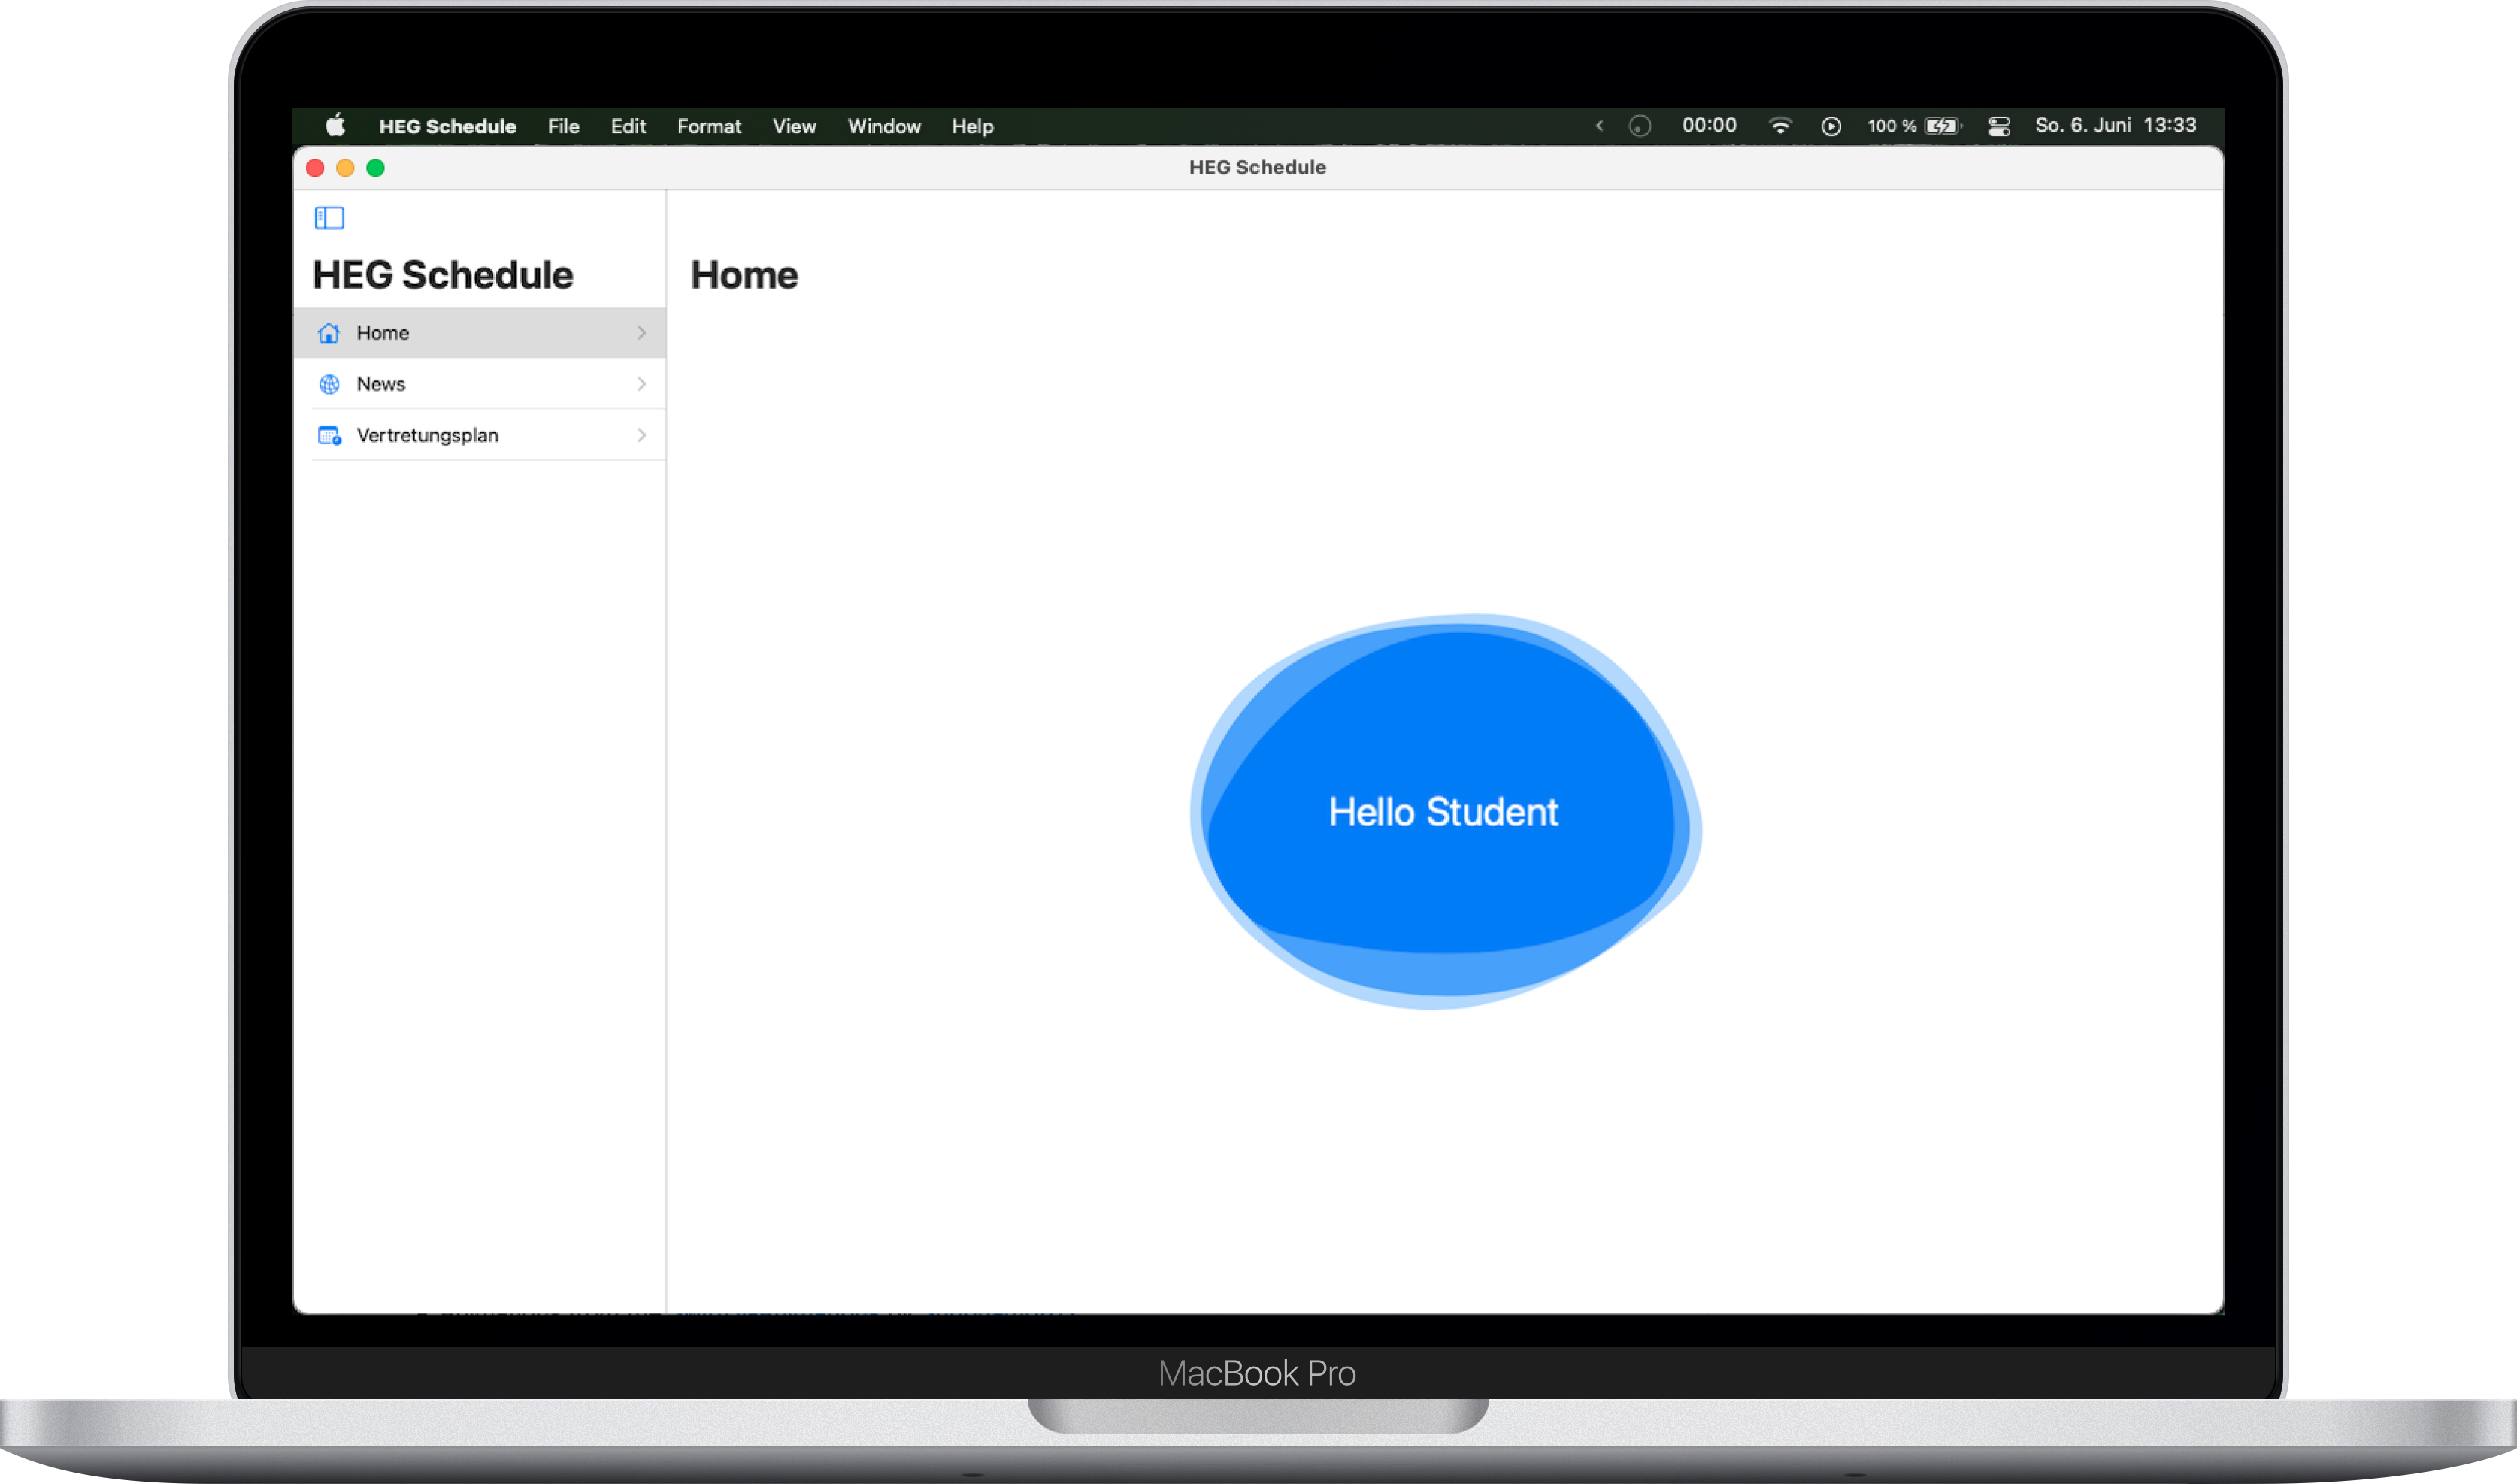 HEG Schedule File Edit Format View Window Help 00:00 100 % So. 6. Juni 13:33
HEG Schedule
HEG Schedule
Home
Home
News
Vertretungsplan
Hello Student
MacBook Pro